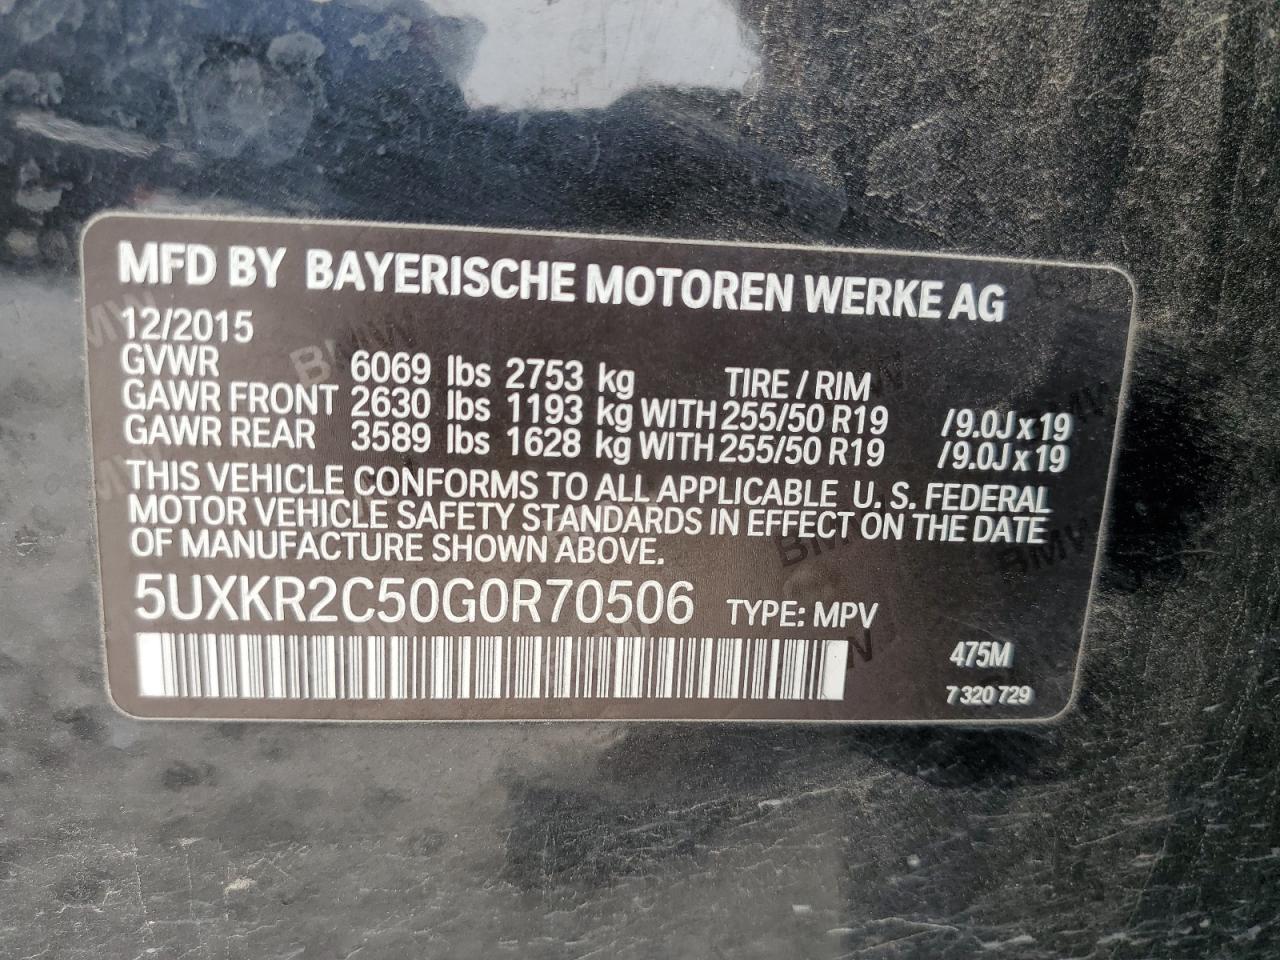 MFD BY BAYERISCHE MOTOREN WERKE AG
12/2015
GVWR 6069 lbs 2753 kg TIRE / RIM
GAWR FRONT 2630 lbs 1193 kg WITH 255/50 R19 /9.0J x 19
GAWR REAR 3589 lbs 1628 kg WITH 255/50 R19 /9.0J x 19
THIS VEHICLE CONFORMS TO ALL APPLICABLE U. S. FEDERAL
MOTOR VEHICLE SAFETY STANDARDS IN EFFECT ON THE DATE
OF MANUFACTURE SHOWN ABOVE.
5UXKR2C50G0R70506 TYPE: MPV
475M
7 320 729